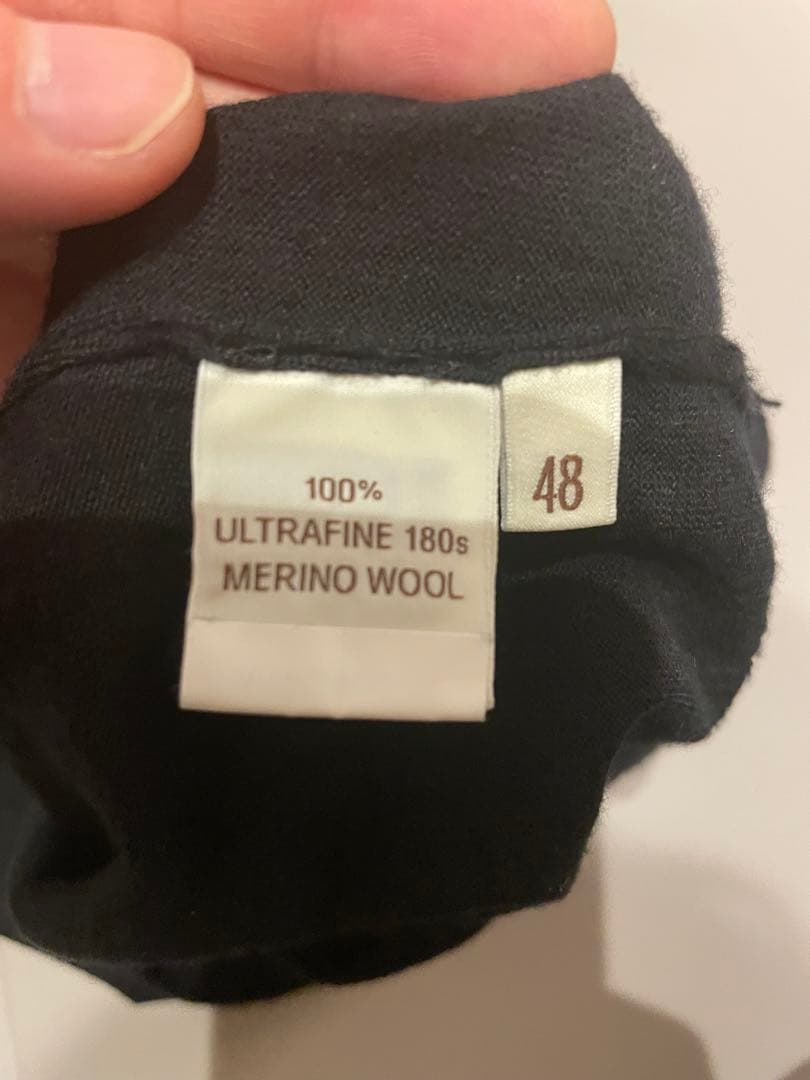 100%
ULTRAFINE 180s
MERINO WOOL
48